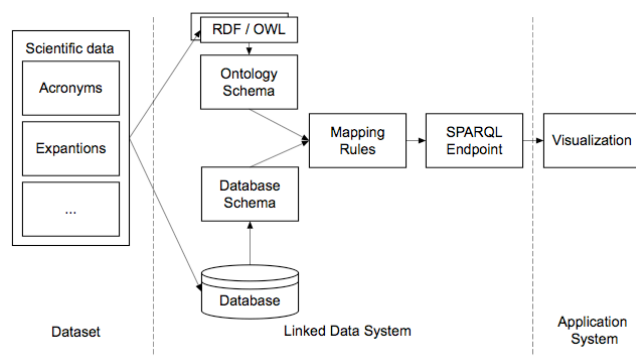 Scientific data
Acronyms
Expantions
...
RDF / OWL
Ontology
Schema
Database
Schema
Database
Mapping
Rules
SPARQL
Endpoint
Visualization
Dataset
Linked Data System
Application
System